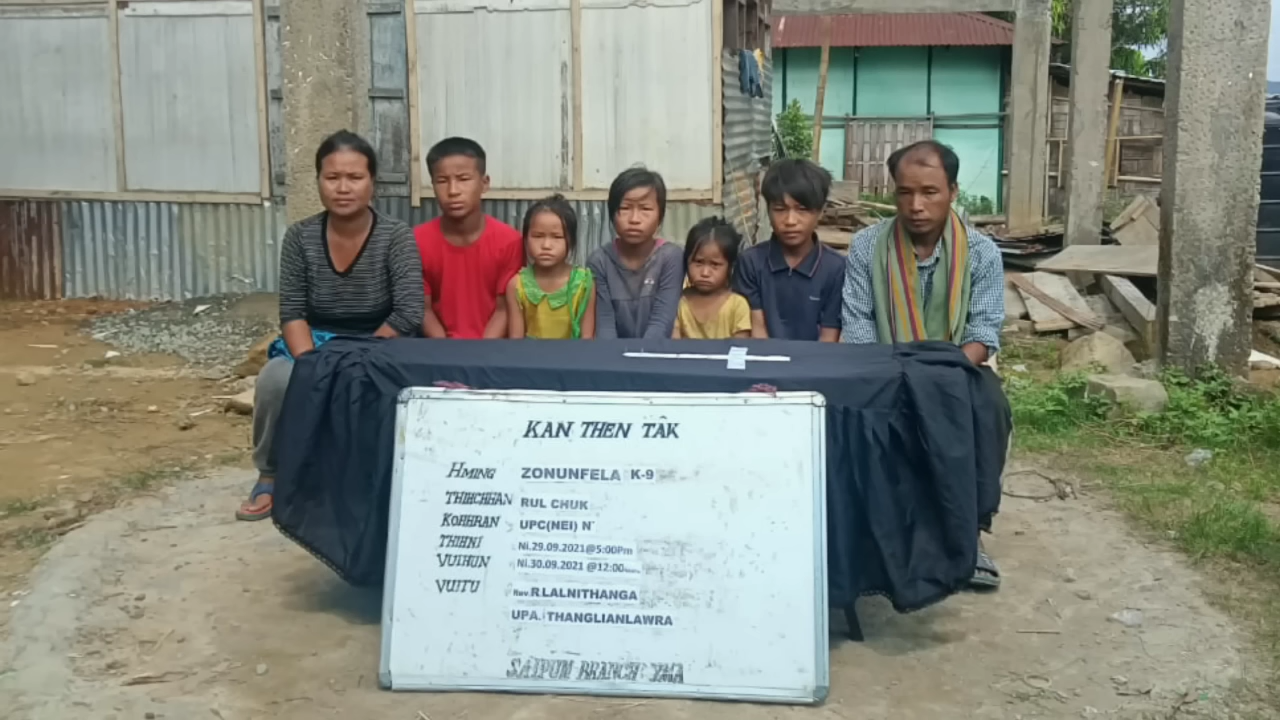 KAN THEN TÂK
HMING ZONUNFELA K-9
THIHCHHAN RUL CHUK
KOHHRAN UPC(NEI) N
THIHNI Ni.29.09.2021@5:00Pm
VUIHUN Ni.30.09.2021 @12:00
VUITU Rev.R.LALNITHANGA
UPA. THANGLIANLAWRA
SAIPUM BRANCH YMA